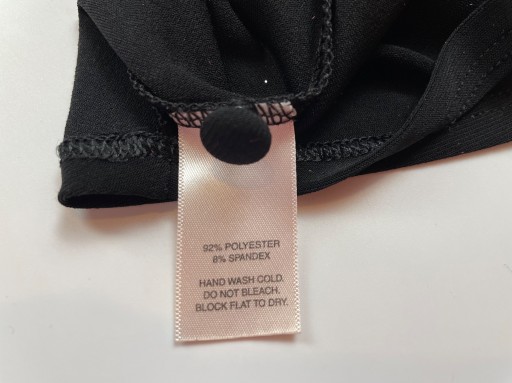 92% POLYESTER
8% SPANDEX
HAND WASH COLD.
DO NOT BLEACH.
BLOCK FLAT TO DRY.